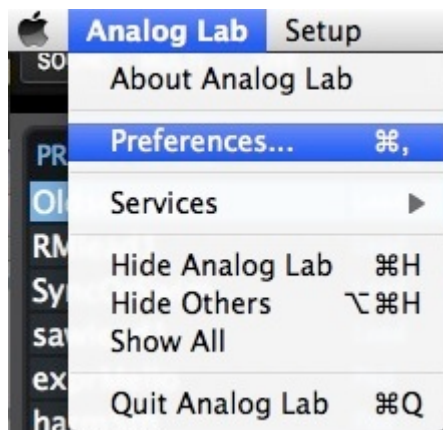 Analog Lab Setup
About Analog Lab
Preferences... ⌘,
Services
Hide Analog Lab ⌘H
Hide Others ⌥⌘H
Show All
Quit Analog Lab ⌘Q